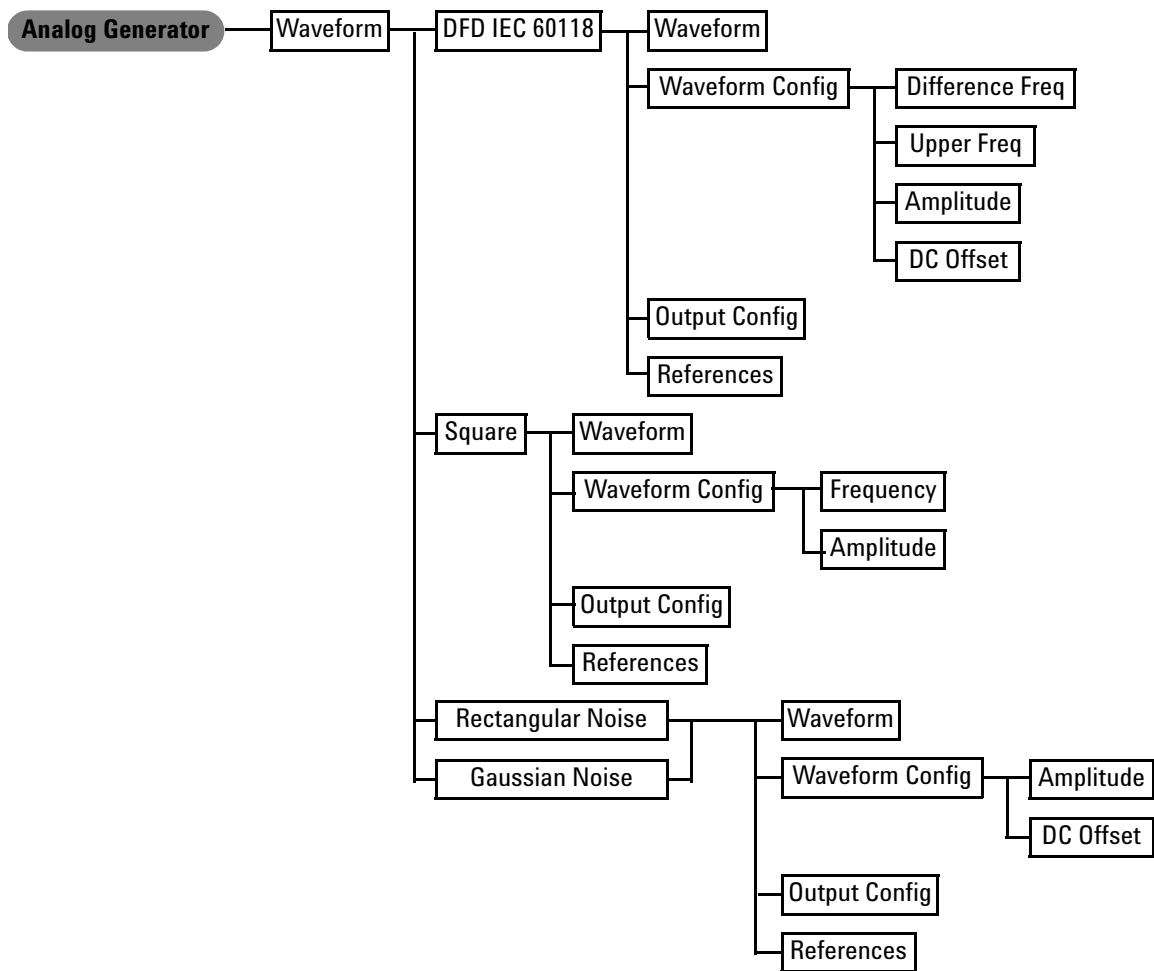 Analog Generator
Waveform
DFD IEC 60118
Waveform
Waveform Config
Difference Freq
Upper Freq
Amplitude
DC Offset
Output Config
References
Square
Waveform
Waveform Config
Frequency
Amplitude
Output Config
References
Rectangular Noise
Gaussian Noise
Waveform
Waveform Config
Amplitude
DC Offset
Output Config
References